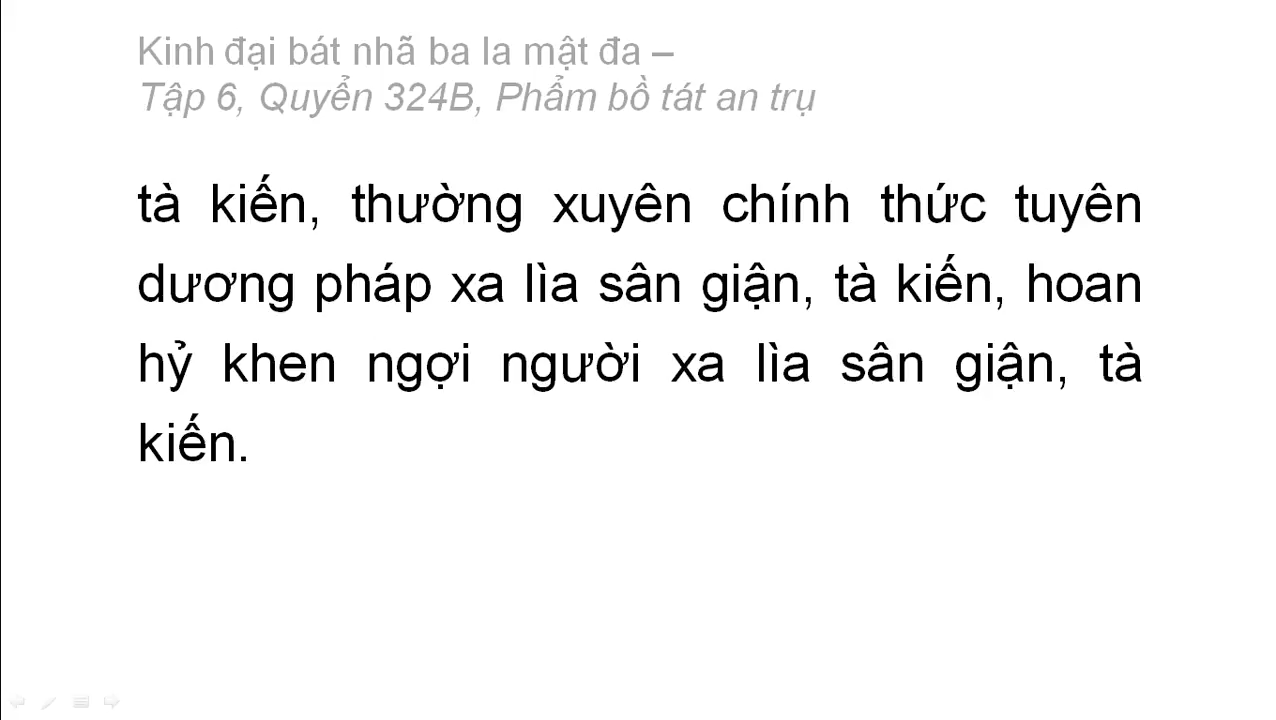 Kinh đại bát nhã ba la mật đa –
Tập 6, Quyển 324B, Phẩm bồ tát an trụ
tà kiến, thường xuyên chính thức tuyên
dương pháp xa lìa sân giận, tà kiến, hoan
hỷ khen ngợi người xa lìa sân giận, tà
kiến.